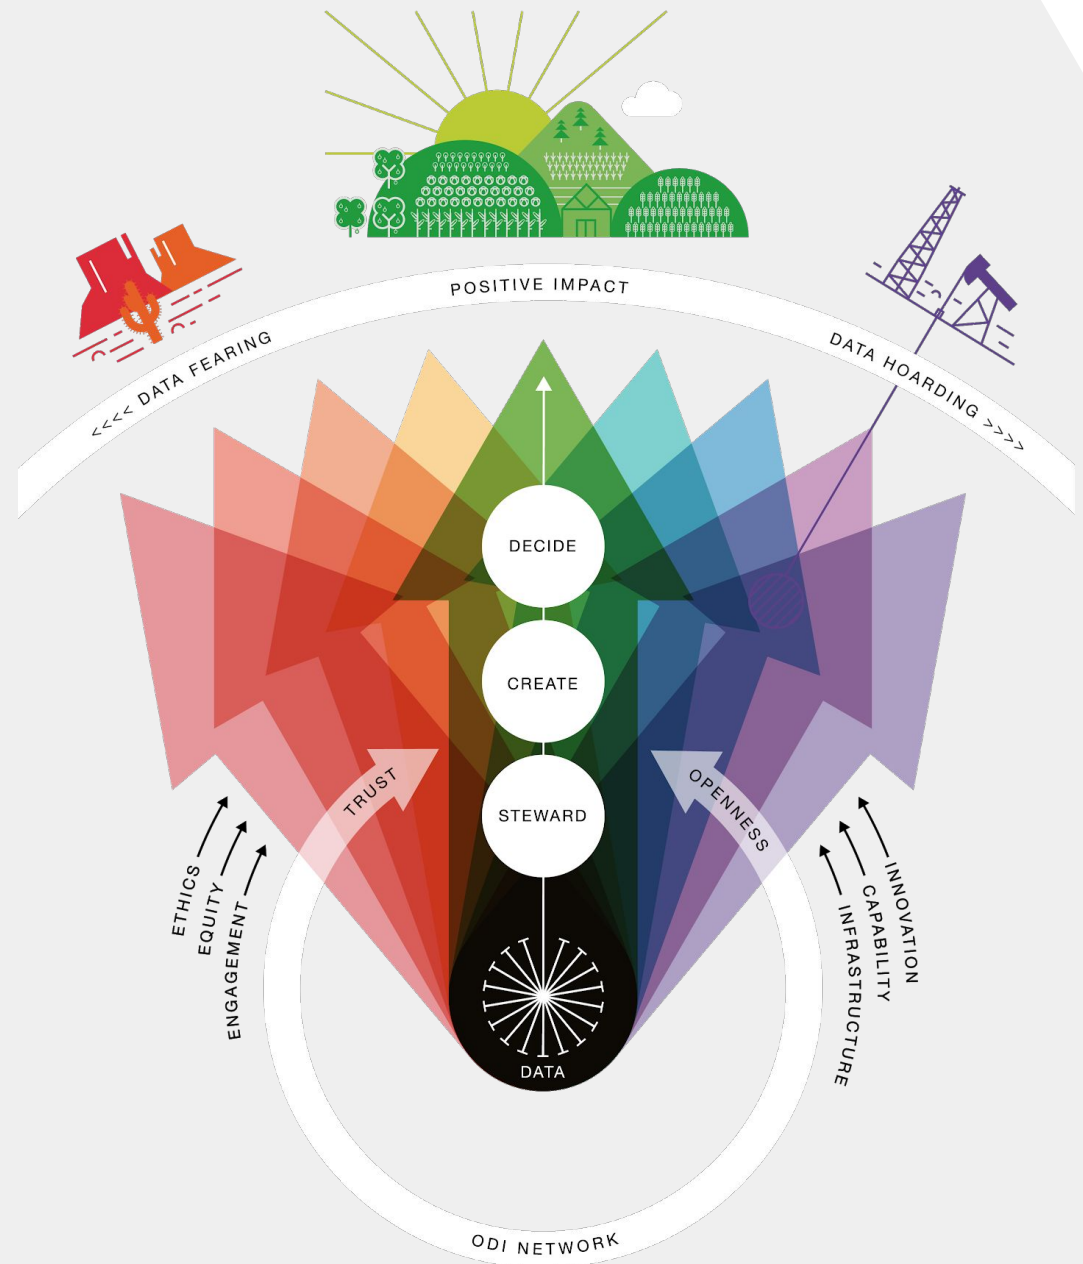 POSITIVE IMPACT
<<<< DATA FEARING
DATA HOARDING >>>>
DECIDE
CREATE
STEWARD
TRUST
OPENNESS
ETHICS
EQUITY
ENGAGEMENT
INNOVATION
CAPABILITY
INFRASTRUCTURE
DATA
ODI NETWORK